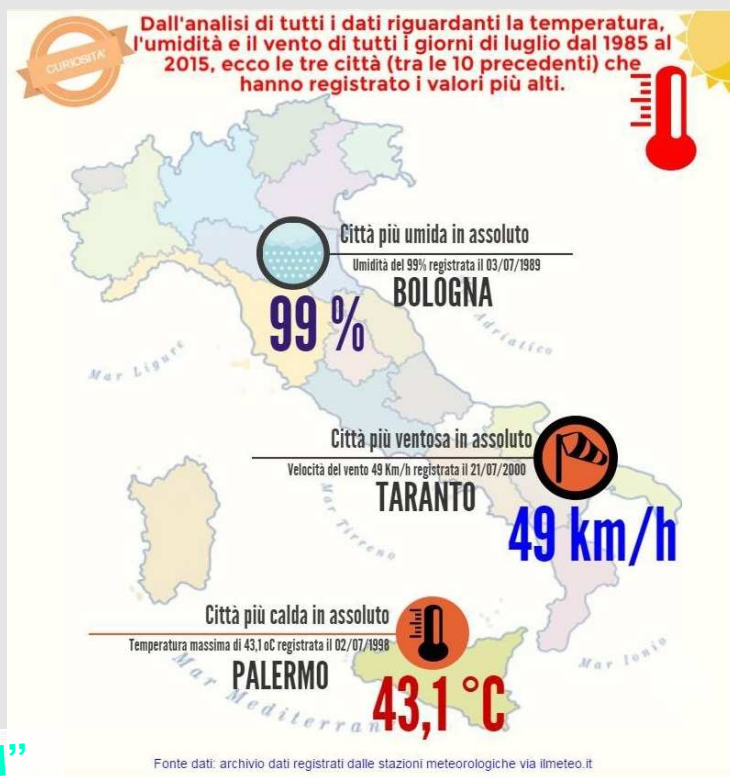 CURIOSITA'
Dall'analisi di tutti i dati riguardanti la temperatura,
l'umidità e il vento di tutti i giorni di luglio dal 1985 al
2015, ecco le tre città (tra le 10 precedenti) che
hanno registrato i valori più alti.
Città più umida in assoluto
Umidità del 99% registrata il 03/07/1989
BOLOGNA
99 %
Adriatico
Mar Ligure
Città più ventosa in assoluto
Velocità del vento 49 Km/h registrata il 21/07/2000
TARANTO
49 km/h
Mar Tirreno
Città più calda in assoluto
Temperatura massima di 43,1 oC registrata il 02/07/1998
PALERMO
43,1 °C
Mar Ionio
Mar Mediterran
Fonte dati: archivio dati registrati dalle stazioni meteorologiche via ilmeteo.it